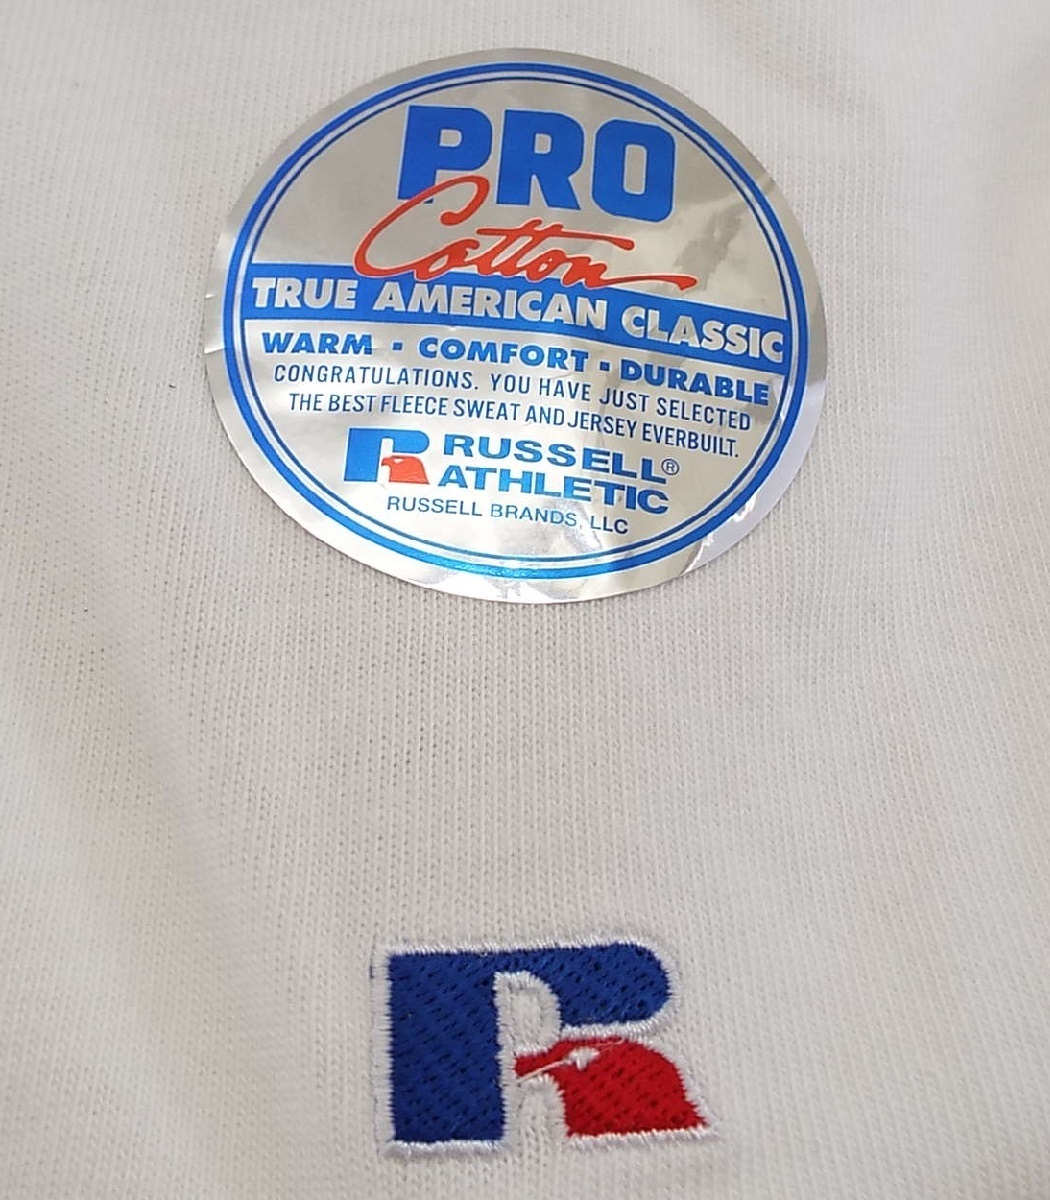 PRO
Cotton
TRUE AMERICAN CLASSIC
WARM · COMFORT · DURABLE
CONGRATULATIONS. YOU HAVE JUST SELECTED
THE BEST FLEECE SWEAT AND JERSEY EVERBUILT.
R RUSSELL®
ATHLETIC
RUSSELL BRANDS, LLC
R